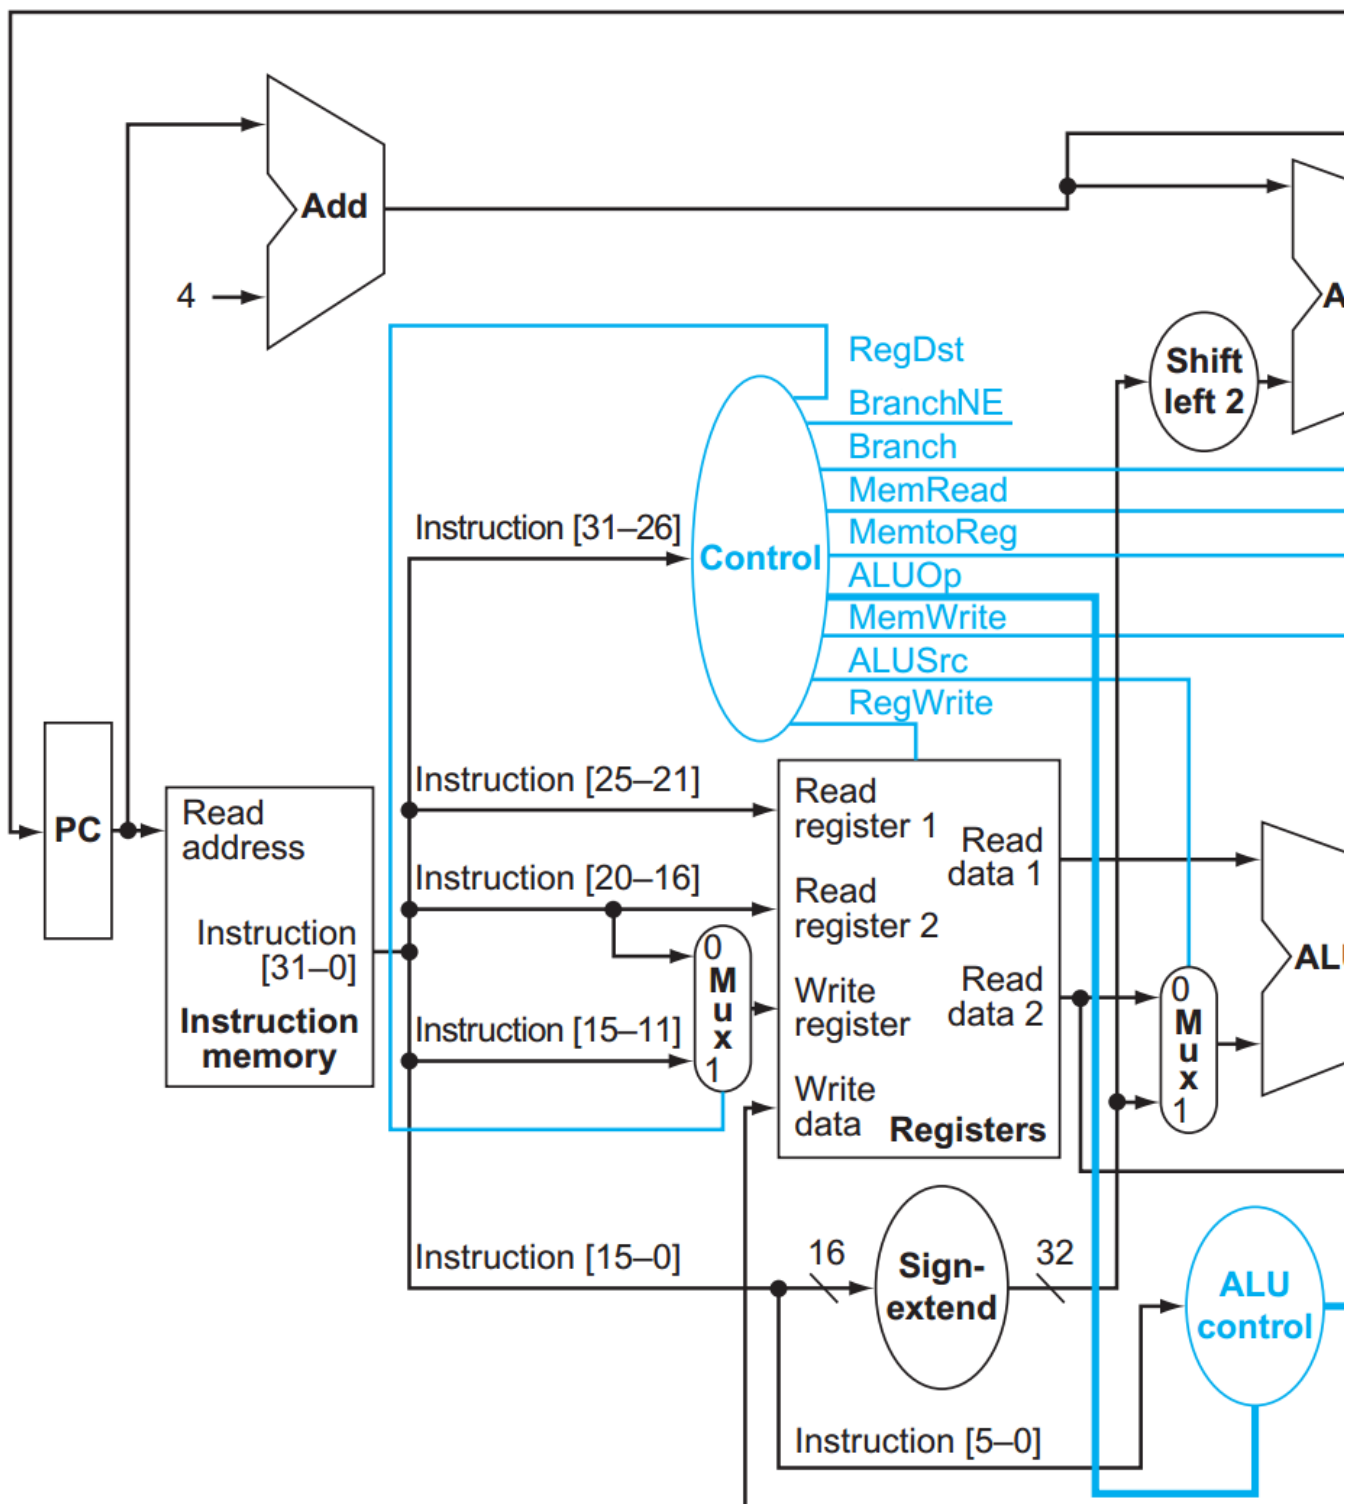 Add
4
RegDst
BranchNE
Branch
MemRead
MemtoReg
ALUOp
MemWrite
ALUSrc
RegWrite
Shift
left 2
A
Instruction [31–26]
Control
PC
Read
address
Instruction
[31–0]
Instruction
memory
Instruction [25–21]
Instruction [20–16]
Instruction [15–11]
0
M
u
x
1
Read
register 1
Read
register 2
Write
register
Write
data
Read
data 1
Read
data 2
Registers
0
M
u
x
1
ALU
Instruction [15–0]
16
Sign-
extend
32
ALU
control
Instruction [5–0]